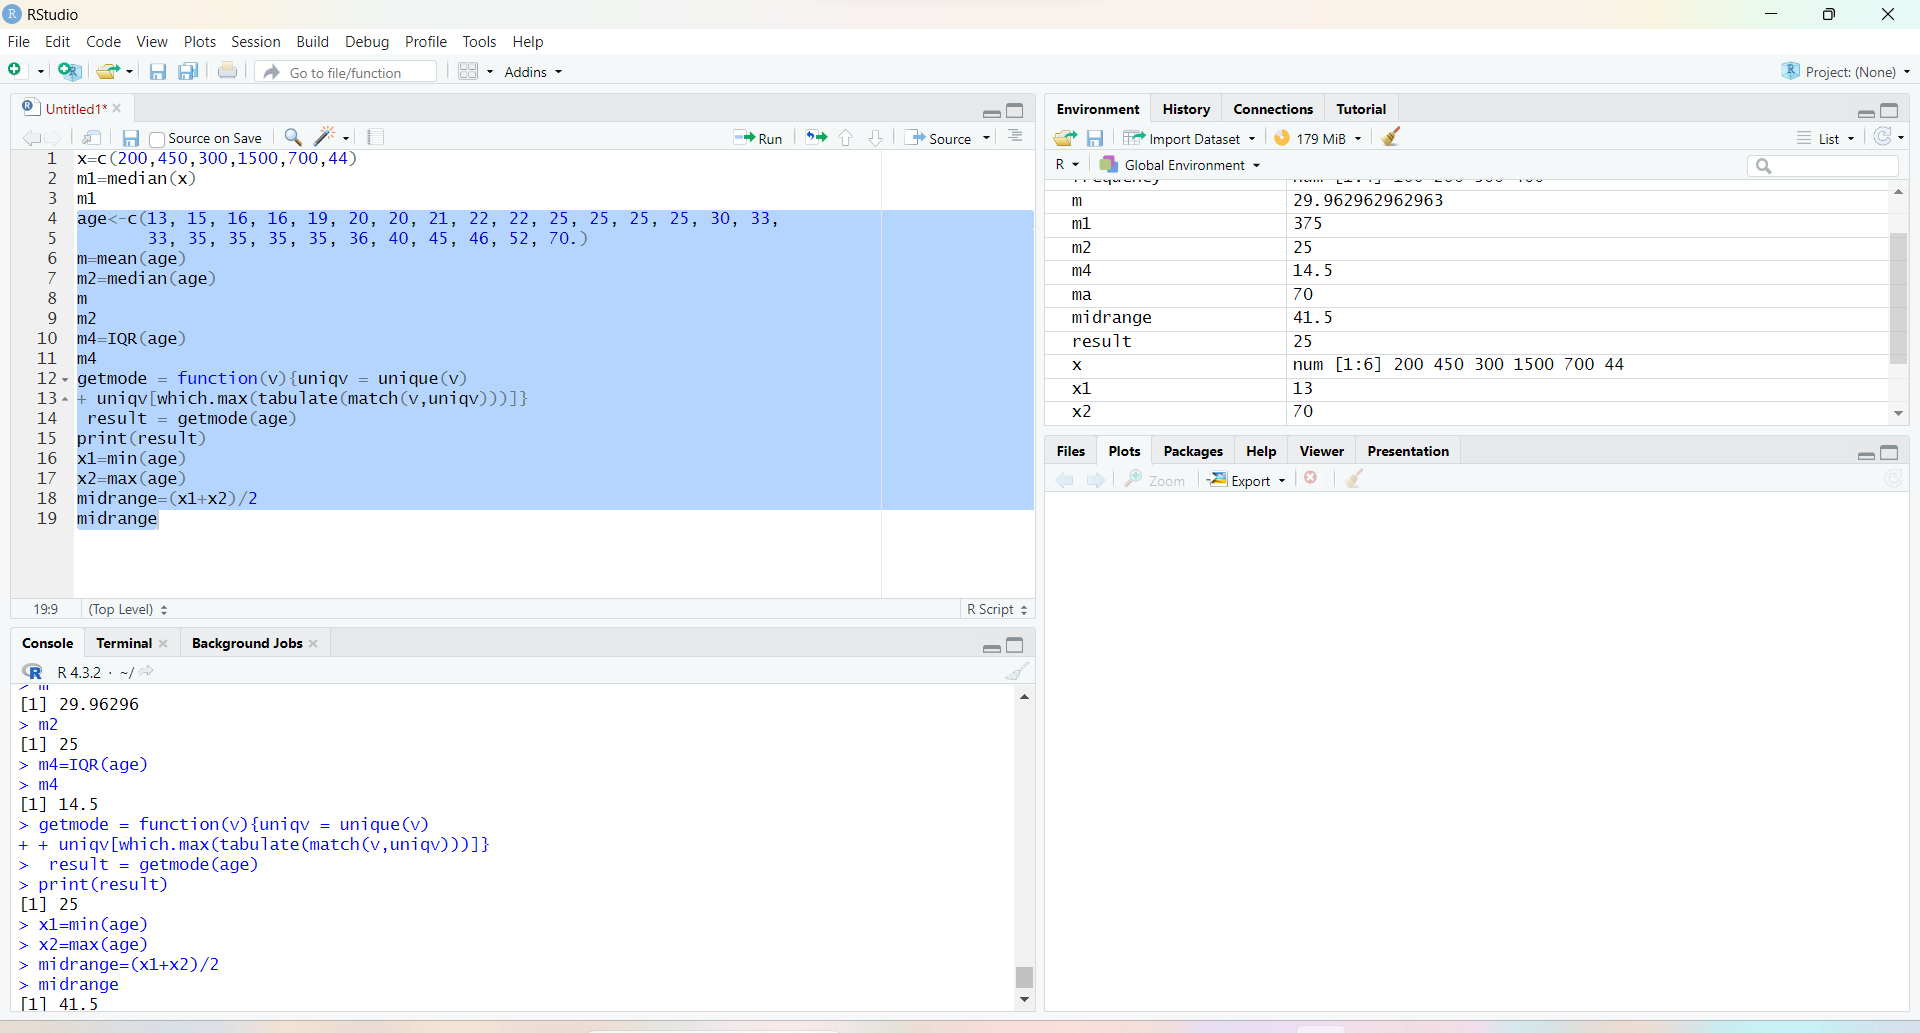 RStudio
File Edit Code View Plots Session Build Debug Profile Tools Help
Go to file/function Addins Project: (None)
Untitled1*
Source on Save Run Source
1 x=c(200,450,300,1500,700,44)
2 m1=median(x)
3 m1
4 age<-c(13, 15, 16, 16, 19, 20, 20, 21, 22, 22, 25, 25, 25, 25, 30, 33,
5 33, 35, 35, 35, 35, 36, 40, 45, 46, 52, 70.)
6 m=mean(age)
7 m2=median(age)
8 m
9 m2
10 m4=IQR(age)
11 m4
12 getmode = function(v){uniqv = unique(v)
13 + uniqv[which.max(tabulate(match(v,uniqv)))]}
14 result = getmode(age)
15 print(result)
16 x1=min(age)
17 x2=max(age)
18 midrange=(x1+x2)/2
19 midrange
19:9 (Top Level) R Script
Console Terminal Background Jobs
R 4.3.2 · ~/
> m
[1] 29.96296
> m2
[1] 25
> m4=IQR(age)
> m4
[1] 14.5
> getmode = function(v){uniqv = unique(v)
+ + uniqv[which.max(tabulate(match(v,uniqv)))]}
> result = getmode(age)
> print(result)
[1] 25
> x1=min(age)
> x2=max(age)
> midrange=(x1+x2)/2
> midrange
[1] 41.5
Environment History Connections Tutorial
Import Dataset 179 MiB List
R Global Environment
m 29.962962962963
m1 375
m2 25
m4 14.5
ma 70
midrange 41.5
result 25
x num [1:6] 200 450 300 1500 700 44
x1 13
x2 70
Files Plots Packages Help Viewer Presentation
Zoom Export